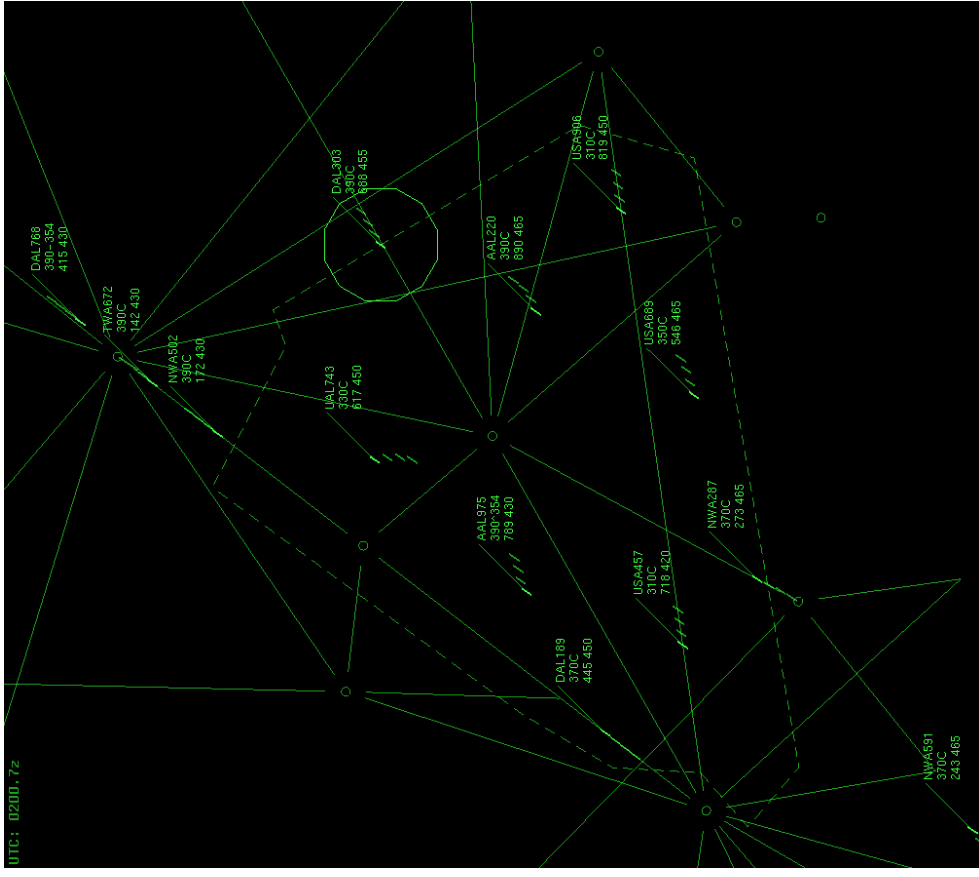 DAL768
390-354
415 430
TWA672
390C
142 430
NWA502
390C
172 430
DAL303
390C
688 455
USA906
310C
819 450
AAL220
390C
890 465
USA689
350C
546 465
UAL743
330C
617 450
AAL975
390^354
789 430
NWA287
370C
273 465
USA457
310C
718 420
DAL189
370C
445 450
NWA591
370C
243 465
UTC: 0200.7z